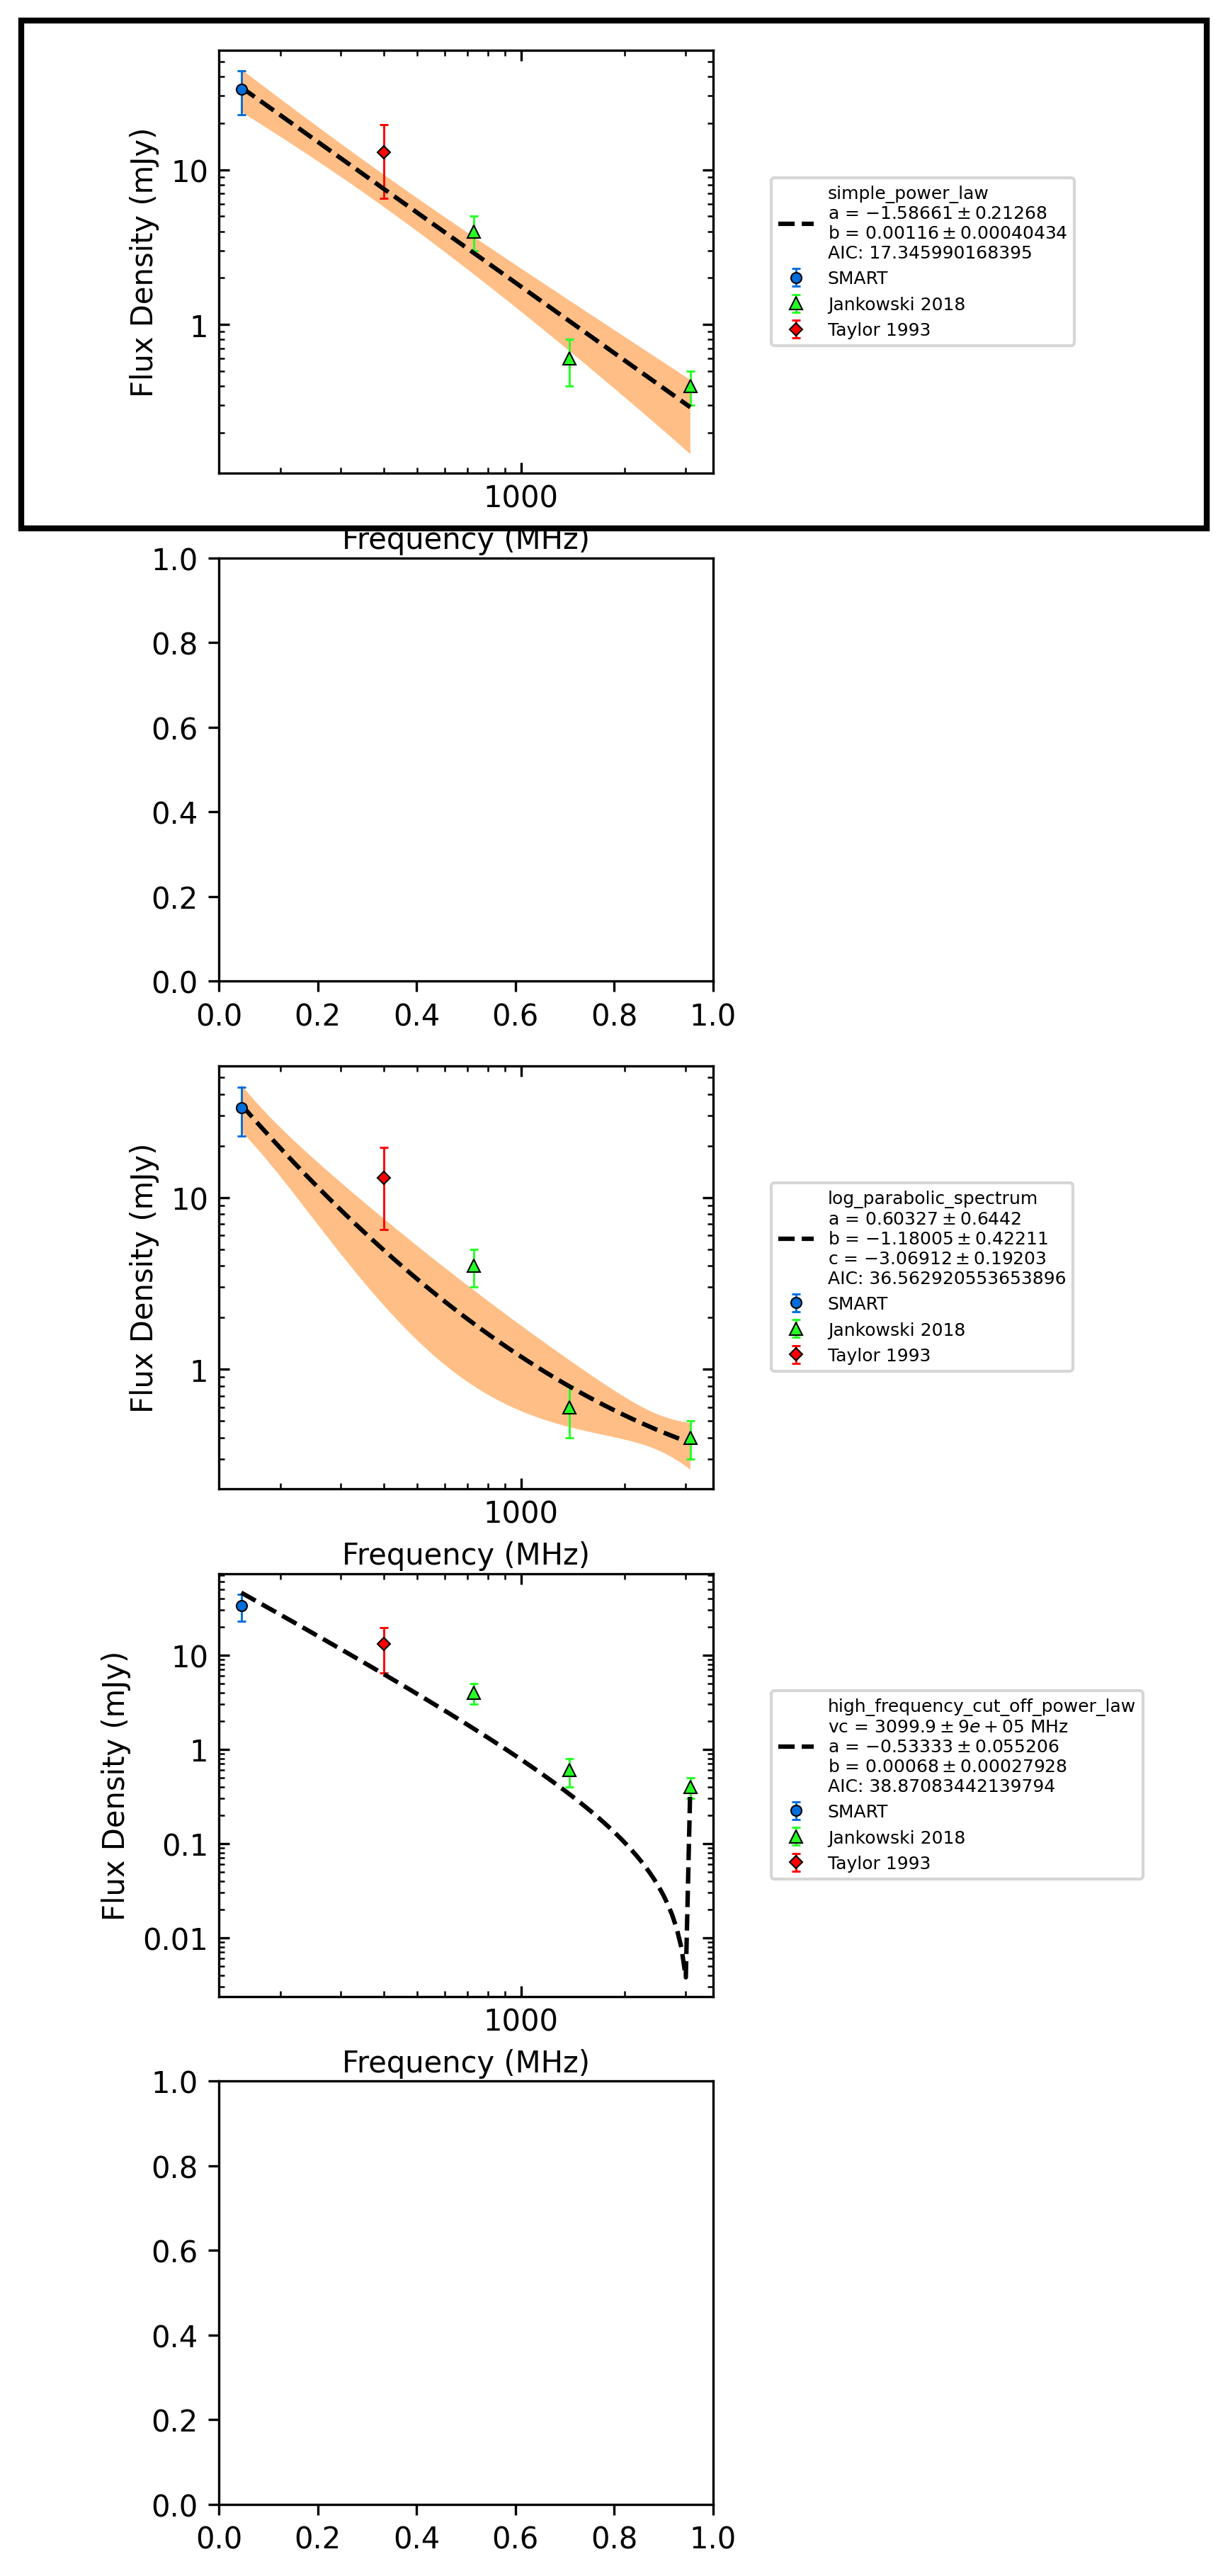 10
1
Flux Density (mJy)
1000
Frequency (MHz)
simple_power_law
a = −1.58661 ± 0.21268
b = 0.00116 ± 0.00040434
AIC: 17.345990168395
SMART
Jankowski 2018
Taylor 1993
1.0
0.8
0.6
0.4
0.2
0.0
0.0 0.2 0.4 0.6 0.8 1.0
10
1
Flux Density (mJy)
1000
Frequency (MHz)
log_parabolic_spectrum
a = 0.60327 ± 0.6442
b = −1.18005 ± 0.42211
c = −3.06912 ± 0.19203
AIC: 36.562920553653896
SMART
Jankowski 2018
Taylor 1993
10
1
0.1
0.01
Flux Density (mJy)
1000
Frequency (MHz)
high_frequency_cut_off_power_law
vc = 3099.9 ± 9e + 05 MHz
a = −0.53333 ± 0.055206
b = 0.00068 ± 0.00027928
AIC: 38.87083442139794
SMART
Jankowski 2018
Taylor 1993
1.0
0.8
0.6
0.4
0.2
0.0
0.0 0.2 0.4 0.6 0.8 1.0